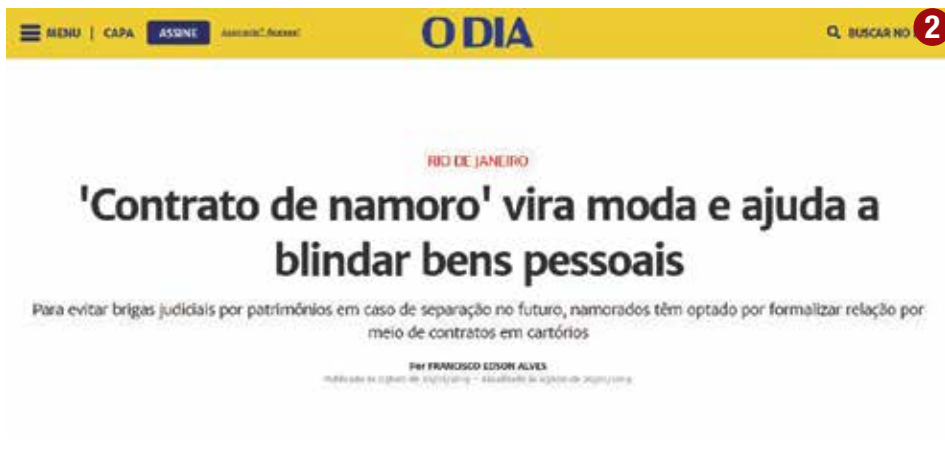 MENU | CAPA ASSINE O DIA BUSCAR NO 2
RIO DE JANEIRO
'Contrato de namoro' vira moda e ajuda a
blindar bens pessoais
Para evitar brigas judiciais por patrimônios em caso de separação no futuro, namorados têm optado por formalizar relação por
meio de contratos em cartórios
Por FRANCISCO EDSON ALVES